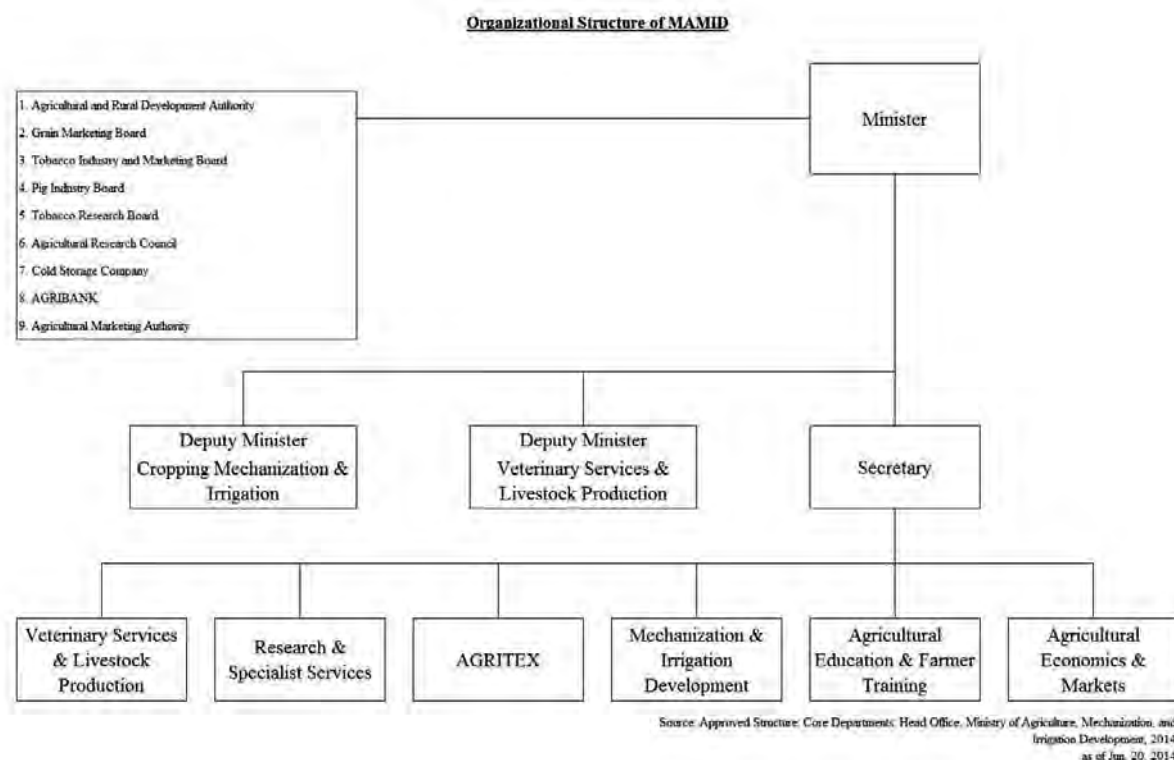 Organizational Structure of MAMID
1. Agricultural and Rural Development Authority
2. Grain Marketing Board
3. Tobacco Industry and Marketing Board
4. Pig Industry Board
5. Tobacco Research Board
6. Agricultural Research Council
7. Cold Storage Company
8. AGRIBANK
9. Agricultural Marketing Authority
Minister
Deputy Minister
Cropping Mechanization &
Irrigation
Deputy Minister
Veterinary Services &
Livestock Production
Secretary
Veterinary Services
& Livestock
Production
Research &
Specialist Services
AGRITEX
Mechanization &
Irrigation
Development
Agricultural
Education & Farmer
Training
Agricultural
Economics &
Markets
Source: Approved Structure: Core Departments: Head Office, Ministry of Agriculture, Mechanization, and
Irrigation Development, 2014
as of Jun. 20, 2014